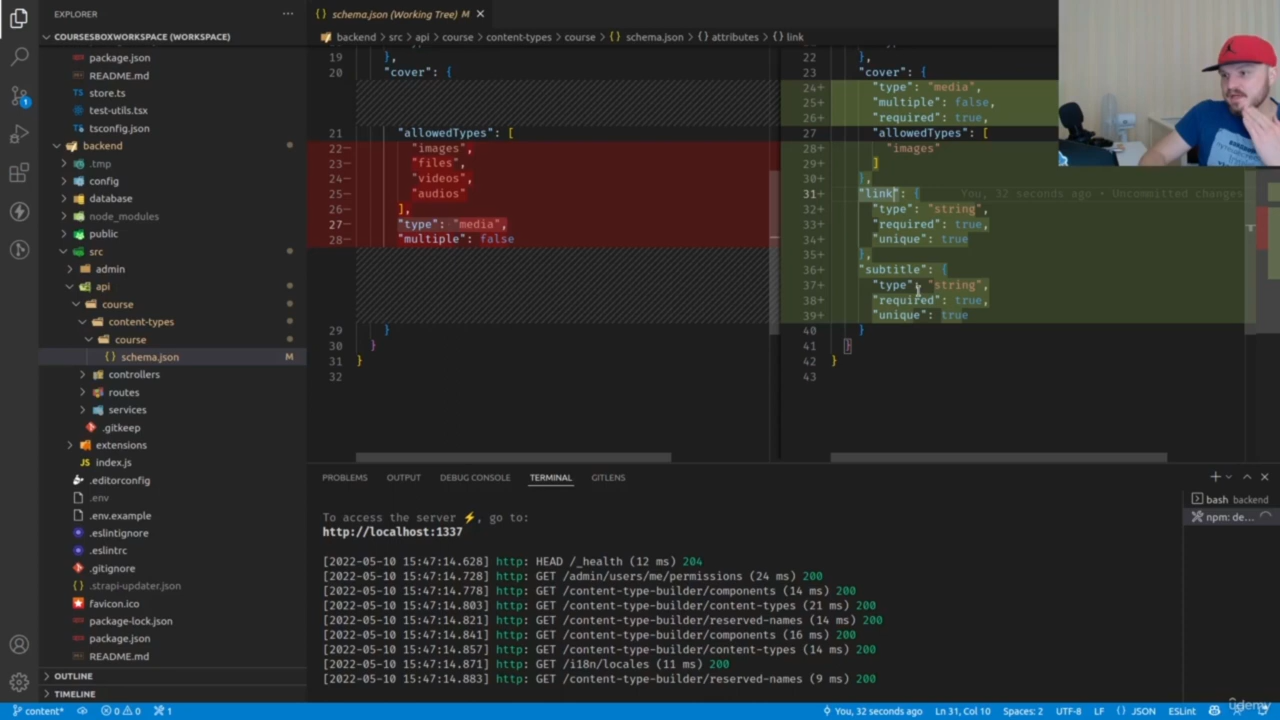 EXPLORER
···
COURSESBOXWORKSPACE (WORKSPACE)
package.json
README.md
store.ts
test-utils.tsx
tsconfig.json
backend
.tmp
config
database
node_modules
public
src
admin
api
course
content-types
course
schema.json M
controllers
routes
services
.gitkeep
extensions
index.js
.editorconfig
.env
.env.example
.eslintignore
.eslintrc
.gitignore
.strapi-updater.json
favicon.ico
package-lock.json
package.json
README.md
OUTLINE
TIMELINE
schema.json (Working Tree) M
backend > src > api > course > content-types > course > {} schema.json > {} attributes > {} link
19 },
20 "cover": {
21 "allowedTypes": [
22— "images",
23— "files",
24— "videos",
25— "audios"
26— ],
27— "type": "media",
28— "multiple": false
29 }
30 }
31 }
32
22 },
23 "cover": {
24+ "type": "media",
25+ "multiple": false,
26+ "required": true,
27 "allowedTypes": [
28+ "images"
29+ ]
30+ },
31+ "link": { You, 32 seconds ago • Uncommitted changes
32+ "type": "string",
33+ "required": true,
34+ "unique": true
35+ },
36+ "subtitle": {
37+ "type": "string",
38+ "required": true,
39+ "unique": true
40 }
41 }
42 }
43
PROBLEMS OUTPUT DEBUG CONSOLE TERMINAL GITLENS
bash backend
npm: de...
To access the server ⚡, go to:
http://localhost:1337
[2022-05-10 15:47:14.628] http: HEAD /_health (12 ms) 204
[2022-05-10 15:47:14.728] http: GET /admin/users/me/permissions (24 ms) 200
[2022-05-10 15:47:14.778] http: GET /content-type-builder/components (14 ms) 200
[2022-05-10 15:47:14.803] http: GET /content-type-builder/content-types (21 ms) 200
[2022-05-10 15:47:14.821] http: GET /content-type-builder/reserved-names (14 ms) 200
[2022-05-10 15:47:14.841] http: GET /content-type-builder/components (16 ms) 200
[2022-05-10 15:47:14.857] http: GET /content-type-builder/content-types (14 ms) 200
[2022-05-10 15:47:14.871] http: GET /i18n/locales (11 ms) 200
[2022-05-10 15:47:14.883] http: GET /content-type-builder/reserved-names (9 ms) 200
content* 0 0 1 You, 32 seconds ago Ln 31, Col 10 Spaces: 2 UTF-8 LF {} JSON ESLint
udemy